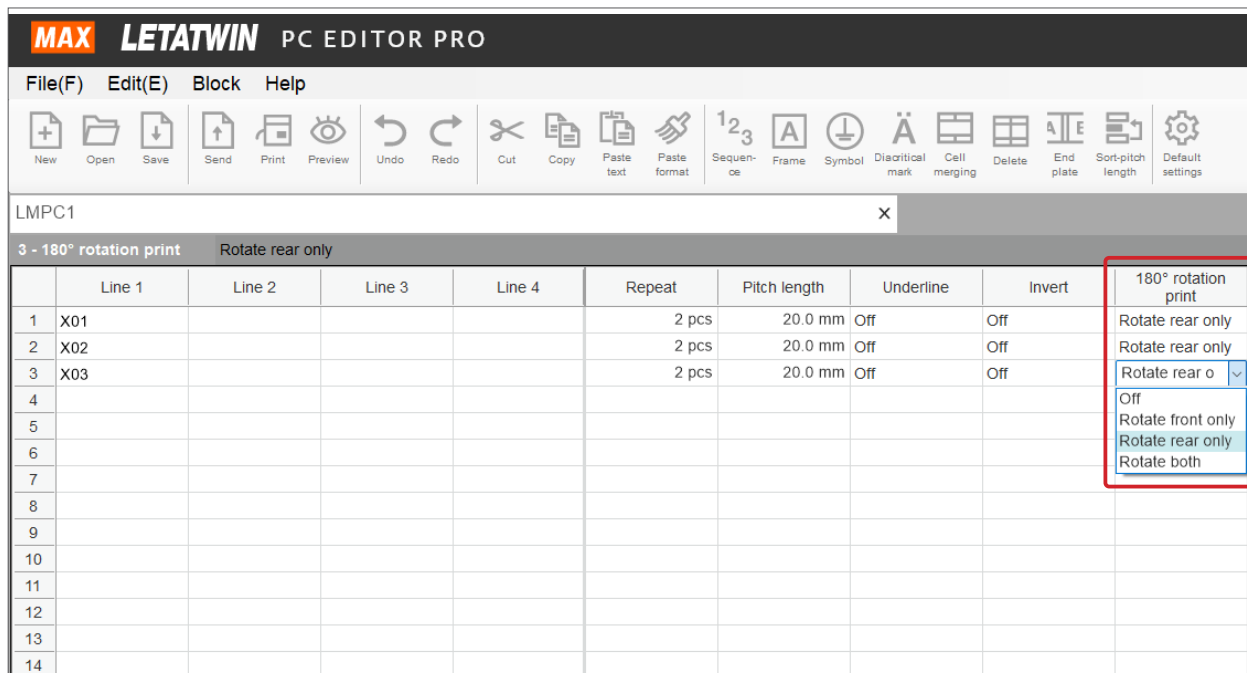 MAX LETATWIN PC EDITOR PRO
File(F) Edit(E) Block Help
New Open Save Send Print Preview Undo Redo Cut Copy Paste text Paste format 1 2 3 Sequen-ce A Frame Symbol Ä Diacritical mark Cell merging Delete A E End plate Sort-pitch length Default settings
LMPC1 ×
3 - 180° rotation print Rotate rear only
Line 1 Line 2 Line 3 Line 4 Repeat Pitch length Underline Invert 180° rotation print
1 X01 2 pcs 20.0 mm Off Off Rotate rear only
2 X02 2 pcs 20.0 mm Off Off Rotate rear only
3 X03 2 pcs 20.0 mm Off Off Rotate rear o
4 Off
5 Rotate front only
6 Rotate rear only
7 Rotate both
8
9
10
11
12
13
14